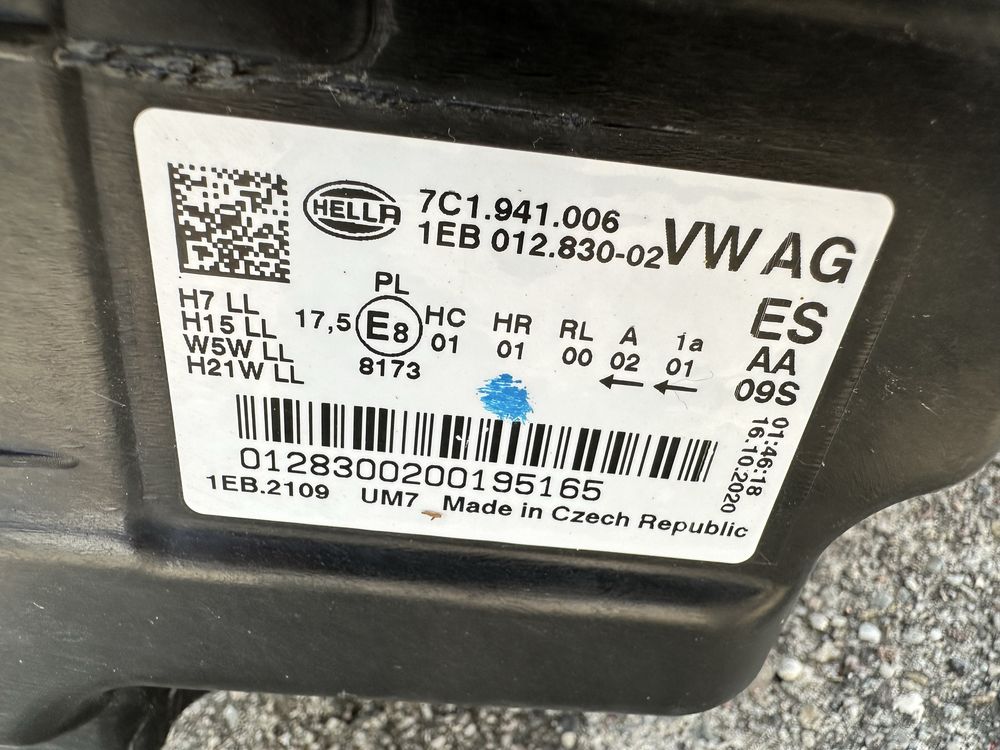 HELLA
7C1.941.006
1EB 012.830-02
VW AG
ES
AA
09S
H7 LL
H15 LL
W5W LL
H21W LL
PL
17,5 E8
8173
HC HR RL A 1a
01 01 00 02 01
← ←
01:46:18
16.10.2020
0128300200195165
1EB.2109 UM7 Made in Czech Republic